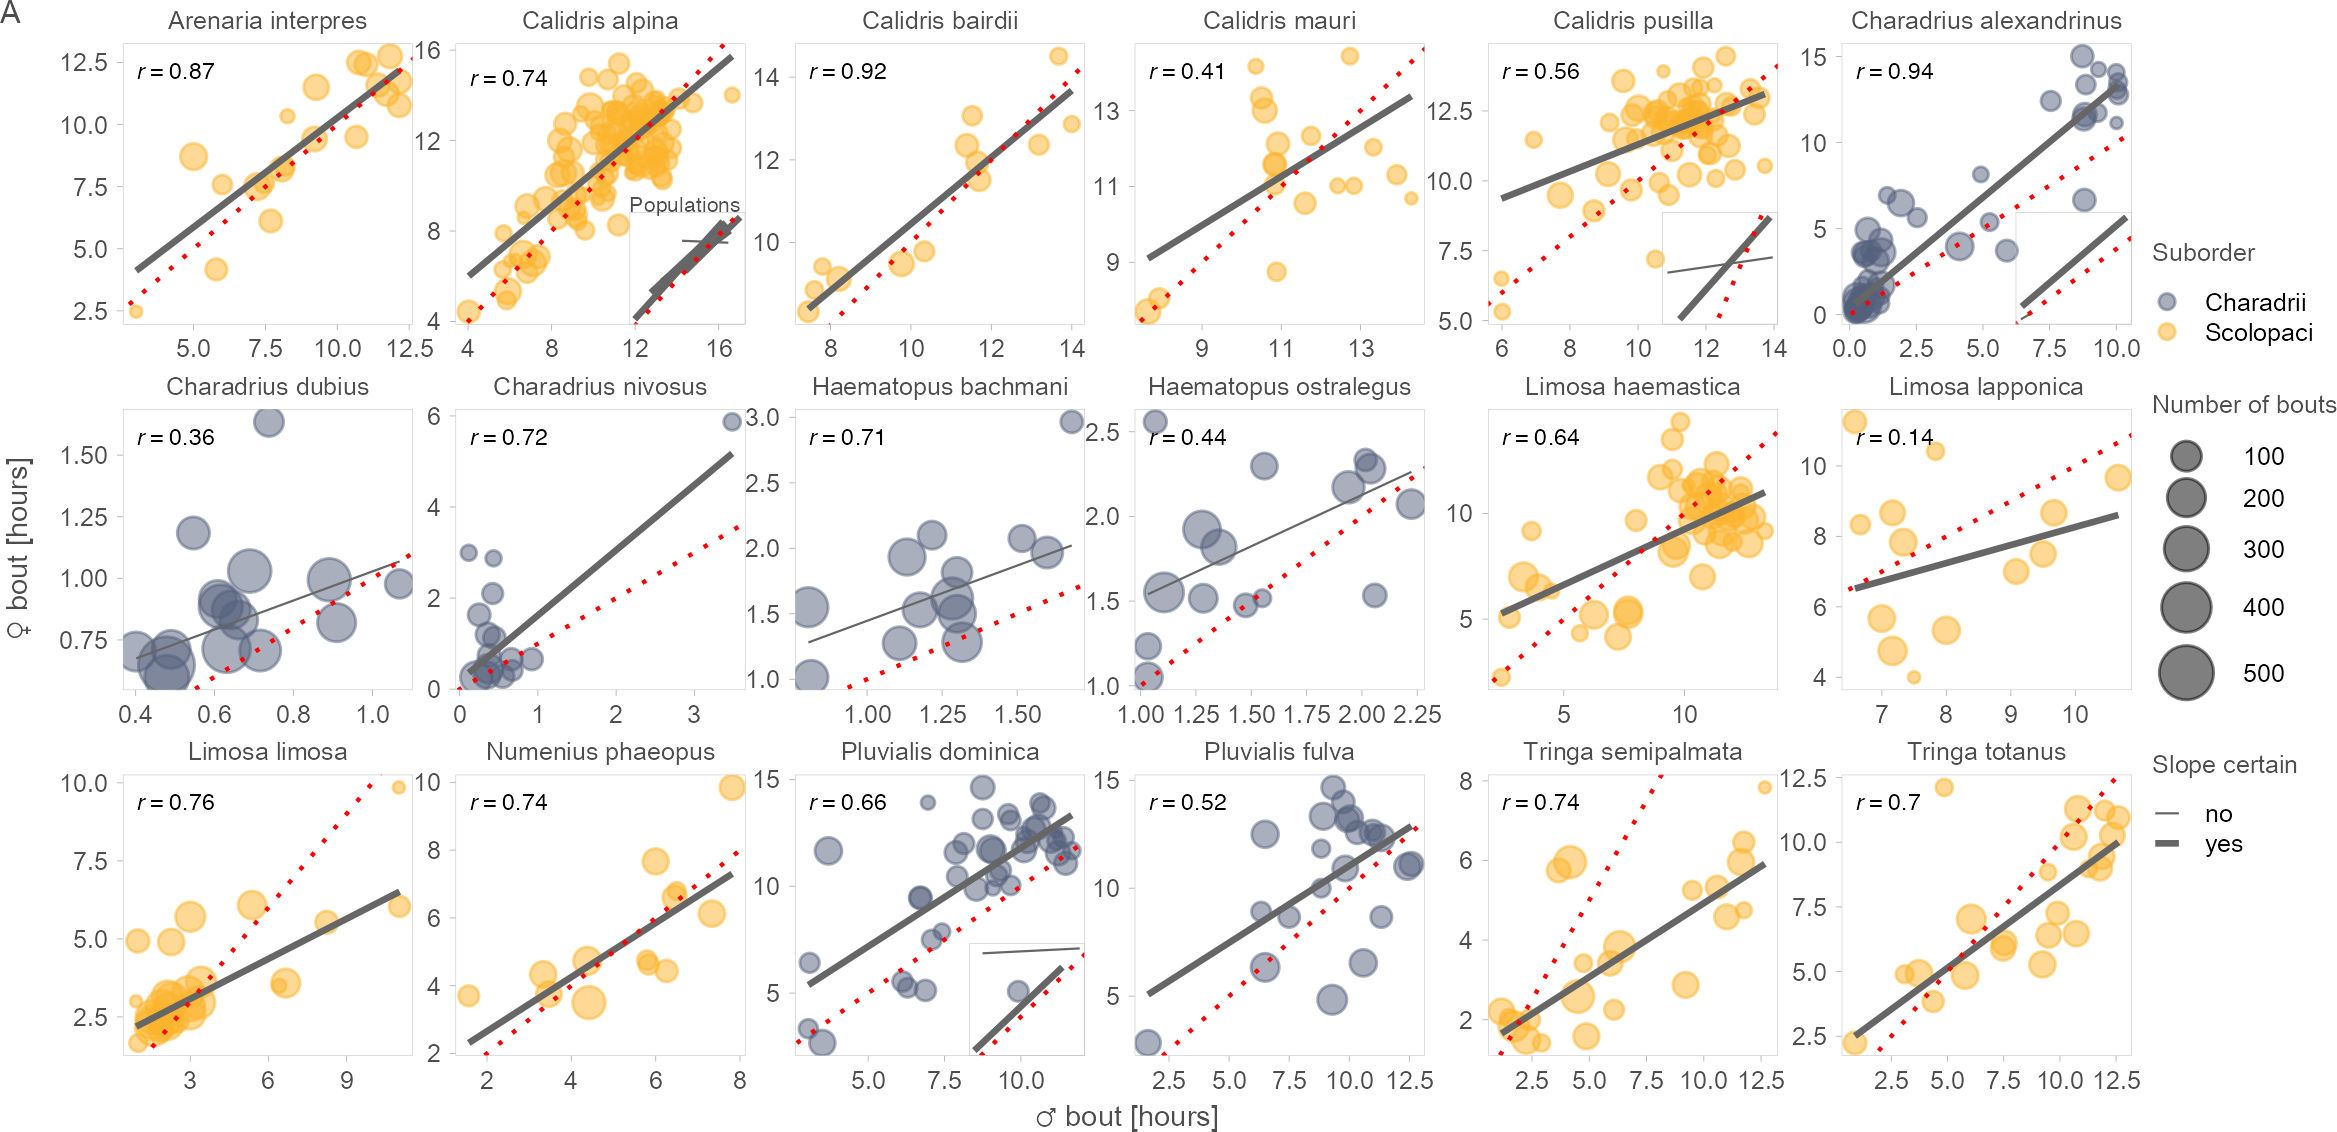 A
Arenaria interpres
Calidris alpina
Calidris bairdii
Calidris mauri
Calidris pusilla
Charadrius alexandrinus
r = 0.87
r = 0.74
r = 0.92
r = 0.41
r = 0.56
r = 0.94
12.5
10.0
7.5
5.0
2.5
16
12
8
4
14
12
10
13
11
9
12.5
10.0
7.5
5.0
15
10
5
0
Populations
5.0 7.5 10.0 12.5
4 8 12 16
8 10 12 14
9 11 13
6 8 10 12 14
0.0 2.5 5.0 7.5 10.0
Charadrius dubius
Charadrius nivosus
Haematopus bachmani
Haematopus ostralegus
Limosa haemastica
Limosa lapponica
r = 0.36
r = 0.72
r = 0.71
r = 0.44
r = 0.64
r = 0.14
1.50
1.25
1.00
0.75
6
4
2
0
3.0
2.5
2.0
1.5
1.0
2.5
2.0
1.5
1.0
10
5
10
8
6
4
0.4 0.6 0.8 1.0
0 1 2 3
1.00 1.25 1.50
1.00 1.25 1.50 1.75 2.00 2.25
5 10
7 8 9 10
Limosa limosa
Numenius phaeopus
Pluvialis dominica
Pluvialis fulva
Tringa semipalmata
Tringa totanus
r = 0.76
r = 0.74
r = 0.66
r = 0.52
r = 0.74
r = 0.7
10.0
7.5
5.0
2.5
10
8
6
4
2
15
10
5
15
10
5
8
6
4
2
12.5
10.0
7.5
5.0
2.5
3 6 9
2 4 6 8
5.0 7.5 10.0
2.5 5.0 7.5 10.0 12.5
2.5 5.0 7.5 10.0 12.5
2.5 5.0 7.5 10.0 12.5
♀ bout [hours]
♂ bout [hours]
Suborder
Charadrii
Scolopaci
Number of bouts
100
200
300
400
500
Slope certain
no
yes